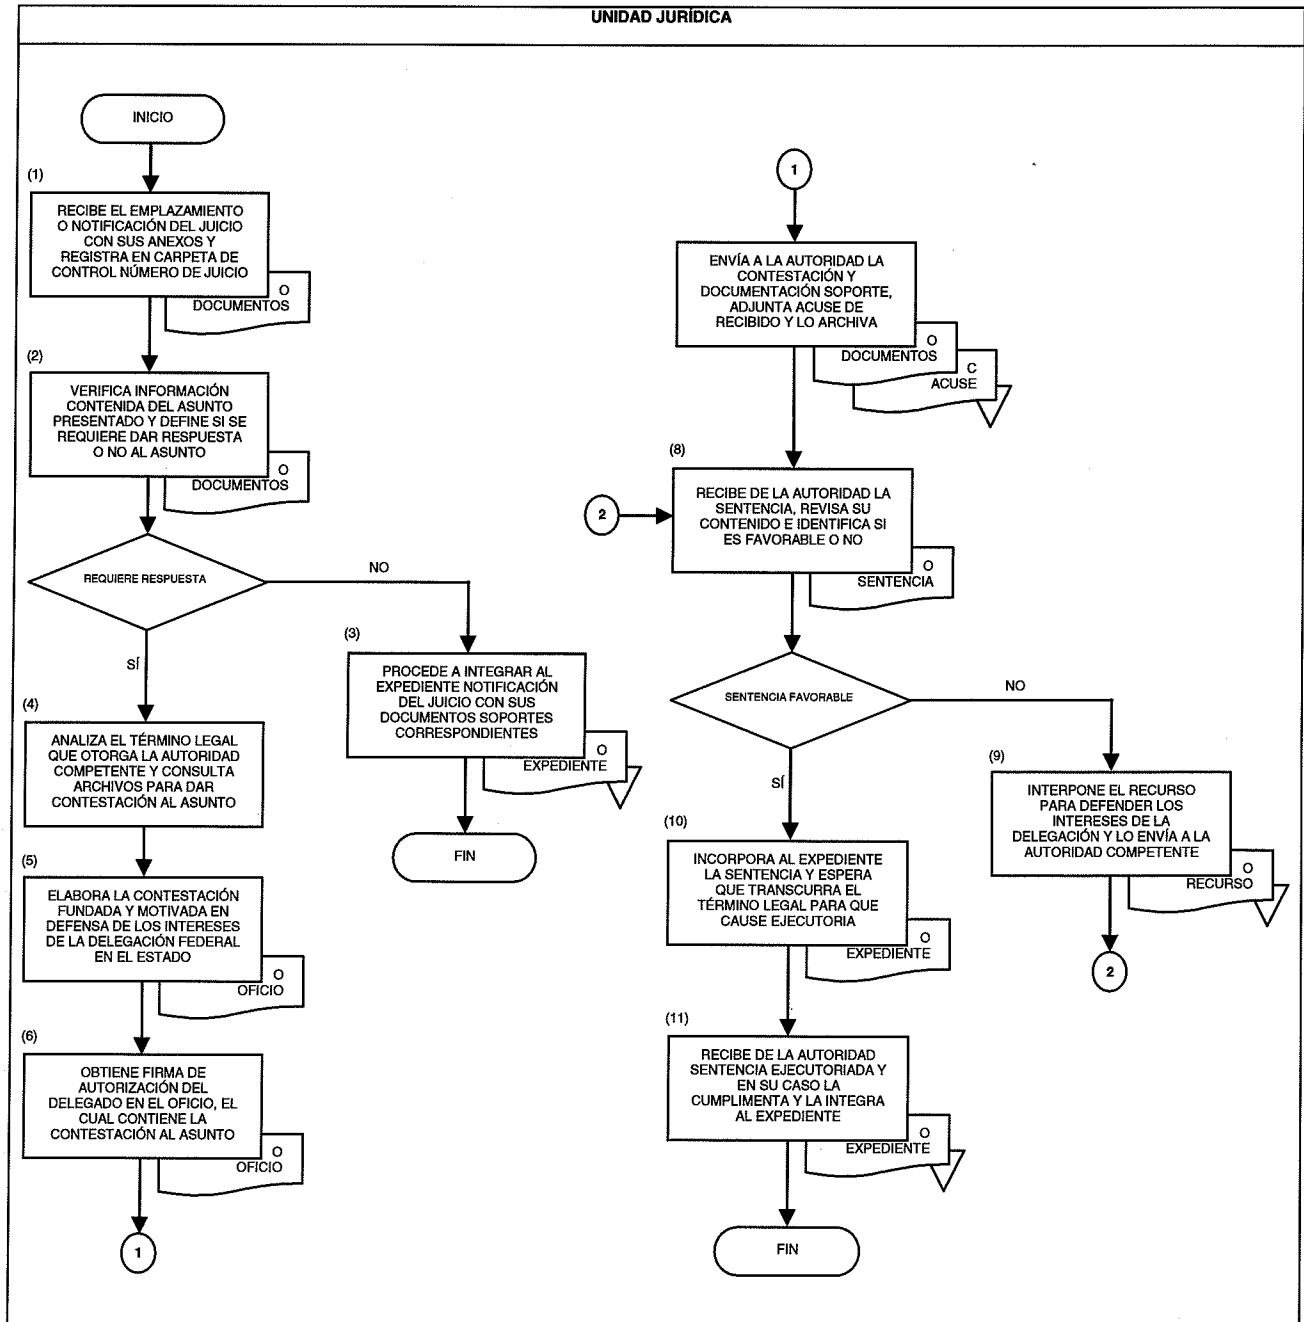 UNIDAD JURÍDICA
INICIO
(1)
RECIBE EL EMPLAZAMIENTO
O NOTIFICACIÓN DEL JUICIO
CON SUS ANEXOS Y
REGISTRA EN CARPETA DE
CONTROL NÚMERO DE JUICIO
O
DOCUMENTOS
(2)
VERIFICA INFORMACIÓN
CONTENIDA DEL ASUNTO
PRESENTADO Y DEFINE SI SE
REQUIERE DAR RESPUESTA
O NO AL ASUNTO
O
DOCUMENTOS
REQUIERE RESPUESTA
NO
SÍ
(3)
PROCEDE A INTEGRAR AL
EXPEDIENTE NOTIFICACIÓN
DEL JUICIO CON SUS
DOCUMENTOS SOPORTES
CORRESPONDIENTES
O
EXPEDIENTE
FIN
(4)
ANALIZA EL TÉRMINO LEGAL
QUE OTORGA LA AUTORIDAD
COMPETENTE Y CONSULTA
ARCHIVOS PARA DAR
CONTESTACIÓN AL ASUNTO
(5)
ELABORA LA CONTESTACIÓN
FUNDADA Y MOTIVADA EN
DEFENSA DE LOS INTERESES
DE LA DELEGACIÓN FEDERAL
EN EL ESTADO
O
OFICIO
(6)
OBTIENE FIRMA DE
AUTORIZACIÓN DEL
DELEGADO EN EL OFICIO, EL
CUAL CONTIENE LA
CONTESTACIÓN AL ASUNTO
O
OFICIO
1
1
ENVÍA A LA AUTORIDAD LA
CONTESTACIÓN Y
DOCUMENTACIÓN SOPORTE,
ADJUNTA ACUSE DE
RECIBIDO Y LO ARCHIVA
O
DOCUMENTOS
C
ACUSE
(8)
2
RECIBE DE LA AUTORIDAD LA
SENTENCIA, REVISA SU
CONTENIDO E IDENTIFICA SI
ES FAVORABLE O NO
O
SENTENCIA
SENTENCIA FAVORABLE
NO
SÍ
(9)
INTERPONE EL RECURSO
PARA DEFENDER LOS
INTERESES DE LA
DELEGACIÓN Y LO ENVÍA A LA
AUTORIDAD COMPETENTE
O
RECURSO
2
(10)
INCORPORA AL EXPEDIENTE
LA SENTENCIA Y ESPERA
QUE TRANSCURRA EL
TÉRMINO LEGAL PARA QUE
CAUSE EJECUTORIA
O
EXPEDIENTE
(11)
RECIBE DE LA AUTORIDAD
SENTENCIA EJECUTORIADA Y
EN SU CASO LA
CUMPLIMENTA Y LA INTEGRA
AL EXPEDIENTE
O
EXPEDIENTE
FIN